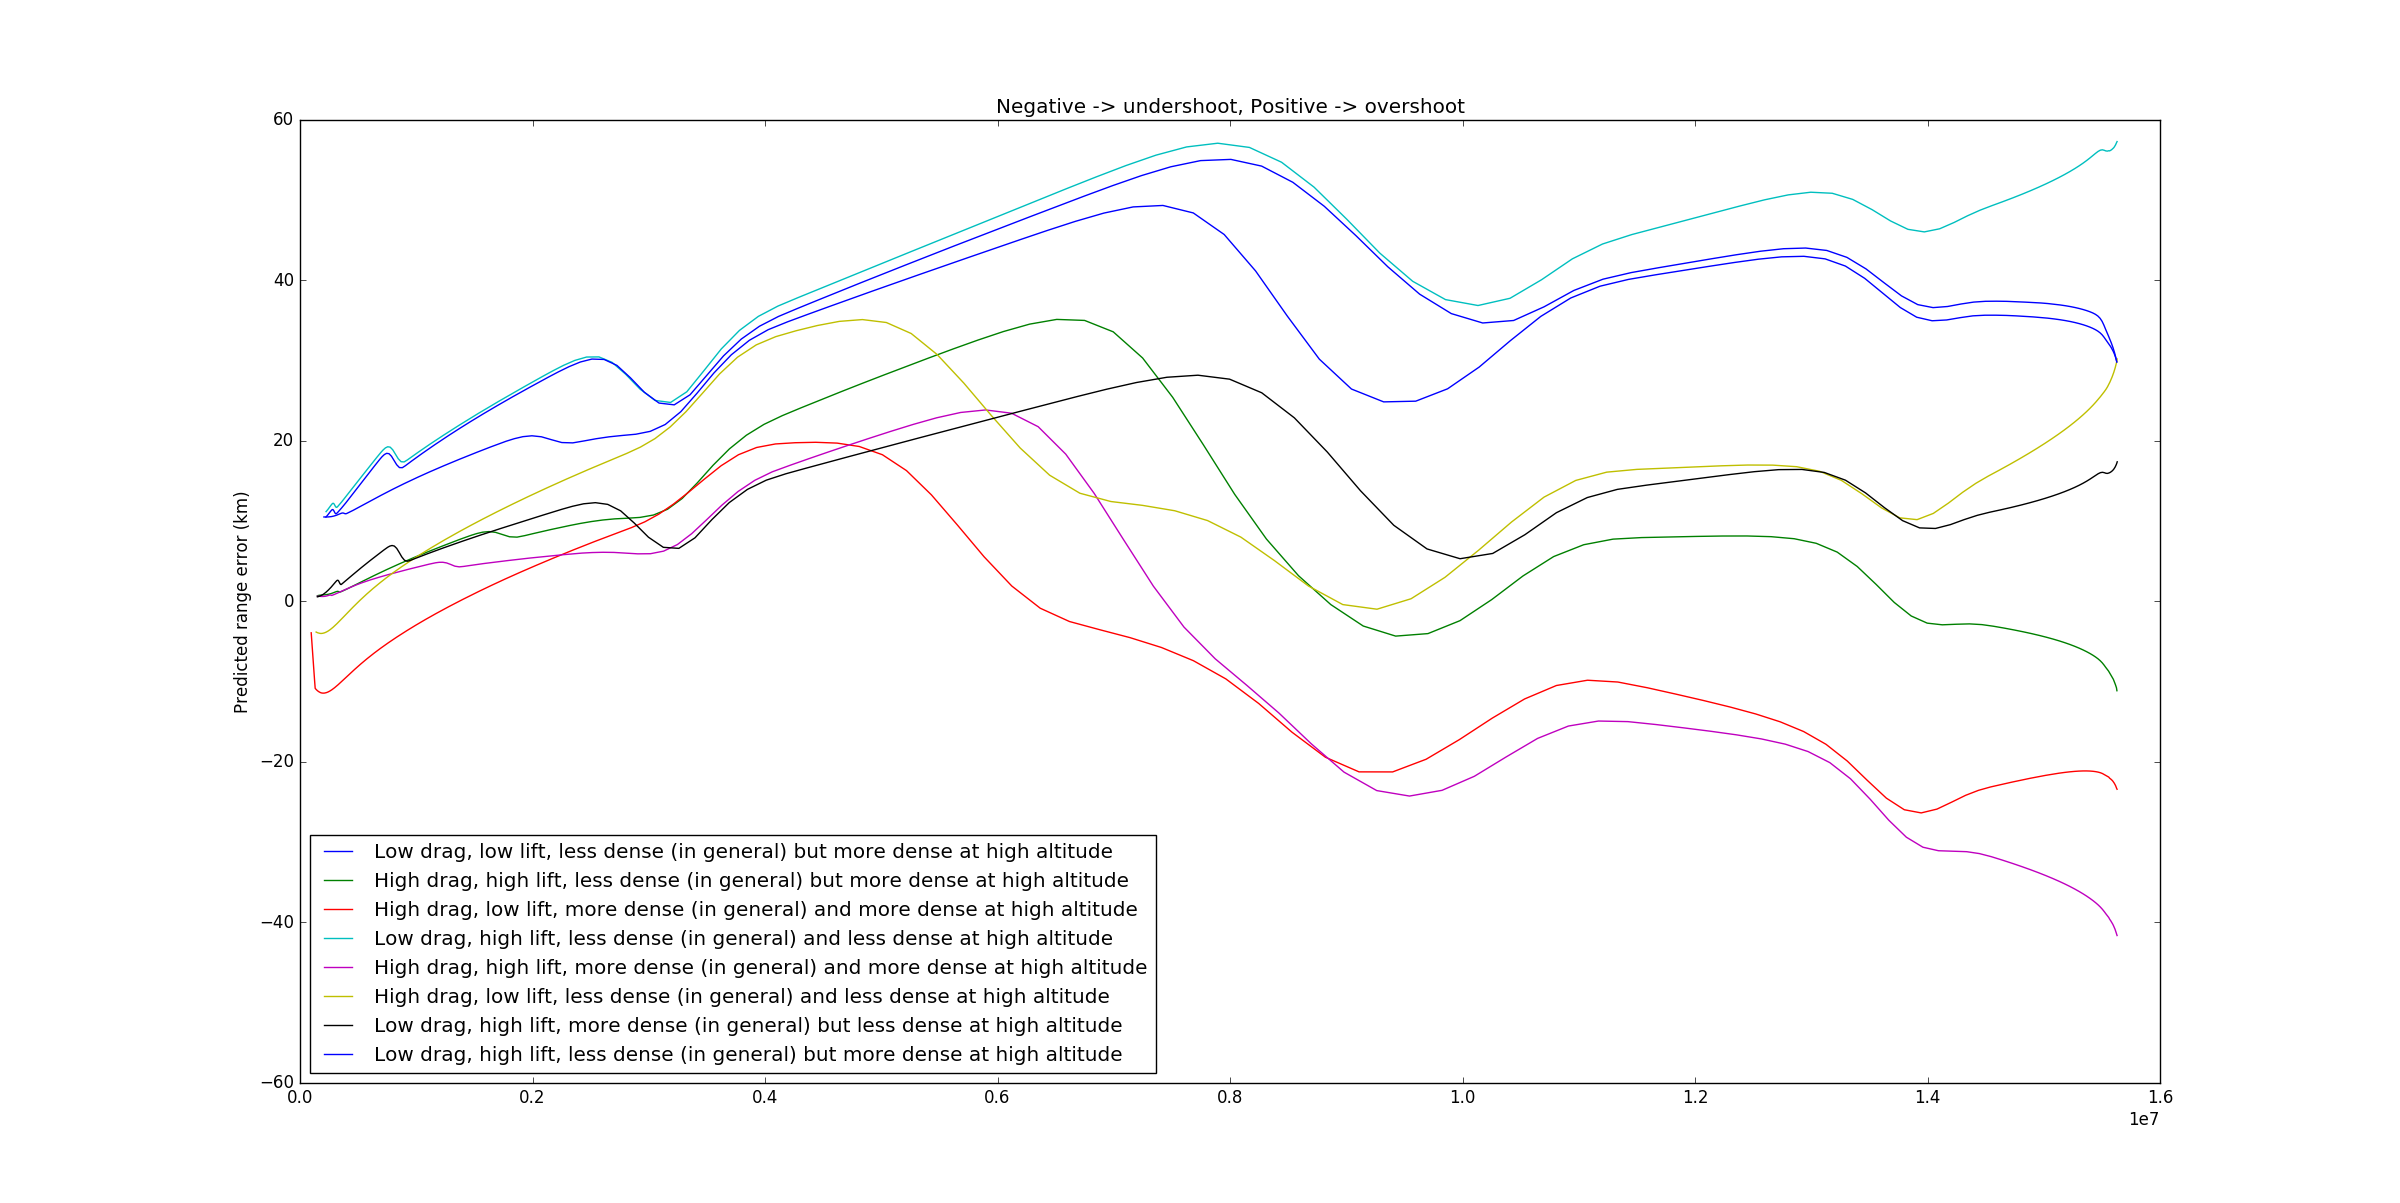 Negative -> undershoot, Positive -> overshoot
60
40
20
0
−20
−40
−60
Predicted range error (km)
Low drag, low lift, less dense (in general) but more dense at high altitude
High drag, high lift, less dense (in general) but more dense at high altitude
High drag, low lift, more dense (in general) and more dense at high altitude
Low drag, high lift, less dense (in general) and less dense at high altitude
High drag, high lift, more dense (in general) and more dense at high altitude
High drag, low lift, less dense (in general) and less dense at high altitude
Low drag, high lift, more dense (in general) but less dense at high altitude
Low drag, high lift, less dense (in general) but more dense at high altitude
0.0 0.2 0.4 0.6 0.8 1.0 1.2 1.4 1.6
1e7